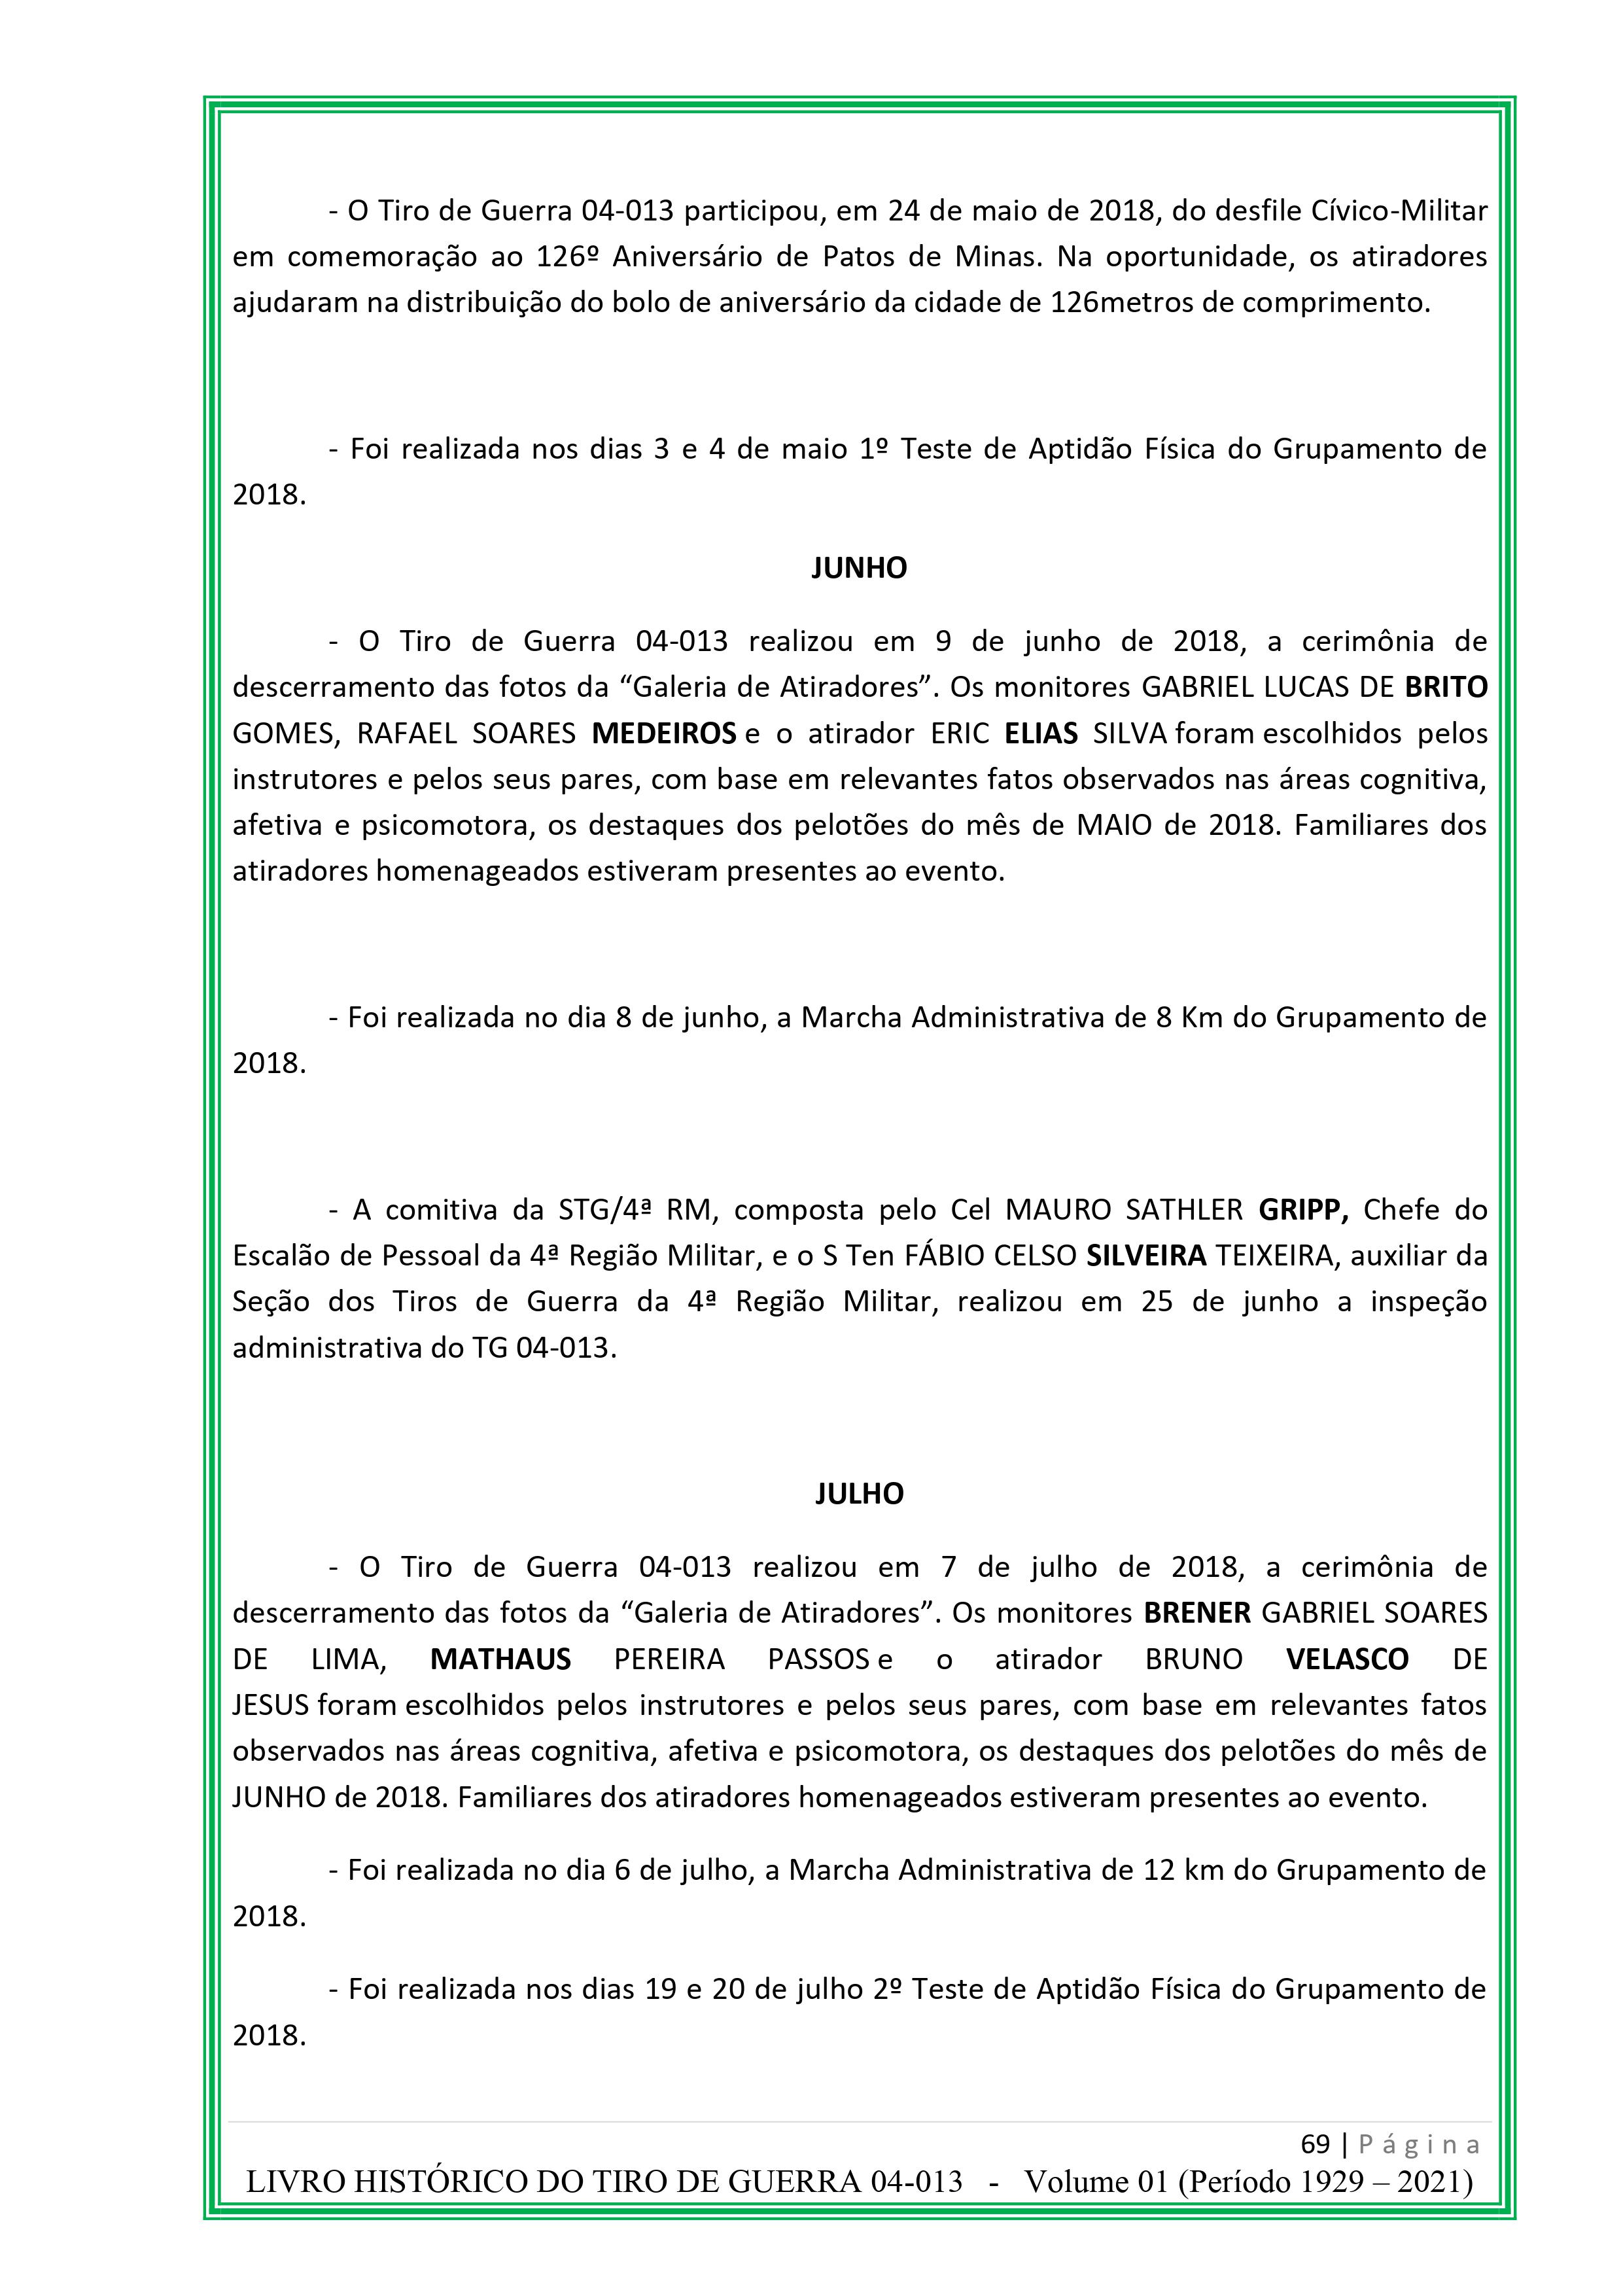 - O Tiro de Guerra 04-013 participou, em 24 de maio de 2018, do desfile Cívico-Militar
em comemoração ao 126º Aniversário de Patos de Minas. Na oportunidade, os atiradores
ajudaram na distribuição do bolo de aniversário da cidade de 126metros de comprimento.
- Foi realizada nos dias 3 e 4 de maio 1º Teste de Aptidão Física do Grupamento de
2018.
JUNHO
- O Tiro de Guerra 04-013 realizou em 9 de junho de 2018, a cerimônia de
descerramento das fotos da “Galeria de Atiradores”. Os monitores GABRIEL LUCAS DE BRITO
GOMES, RAFAEL SOARES MEDEIROS e o atirador ERIC ELIAS SILVA foram escolhidos pelos
instrutores e pelos seus pares, com base em relevantes fatos observados nas áreas cognitiva,
afetiva e psicomotora, os destaques dos pelotões do mês de MAIO de 2018. Familiares dos
atiradores homenageados estiveram presentes ao evento.
- Foi realizada no dia 8 de junho, a Marcha Administrativa de 8 Km do Grupamento de
2018.
- A comitiva da STG/4ª RM, composta pelo Cel MAURO SATHLER GRIPP, Chefe do
Escalão de Pessoal da 4ª Região Militar, e o S Ten FÁBIO CELSO SILVEIRA TEIXEIRA, auxiliar da
Seção dos Tiros de Guerra da 4ª Região Militar, realizou em 25 de junho a inspeção
administrativa do TG 04-013.
JULHO
- O Tiro de Guerra 04-013 realizou em 7 de julho de 2018, a cerimônia de
descerramento das fotos da “Galeria de Atiradores”. Os monitores BRENER GABRIEL SOARES
DE LIMA, MATHAUS PEREIRA PASSOS e o atirador BRUNO VELASCO DE
JESUS foram escolhidos pelos instrutores e pelos seus pares, com base em relevantes fatos
observados nas áreas cognitiva, afetiva e psicomotora, os destaques dos pelotões do mês de
JUNHO de 2018. Familiares dos atiradores homenageados estiveram presentes ao evento.
- Foi realizada no dia 6 de julho, a Marcha Administrativa de 12 km do Grupamento de
2018.
- Foi realizada nos dias 19 e 20 de julho 2º Teste de Aptidão Física do Grupamento de
2018.
69 | Página
LIVRO HISTÓRICO DO TIRO DE GUERRA 04-013 - Volume 01 (Período 1929 – 2021)